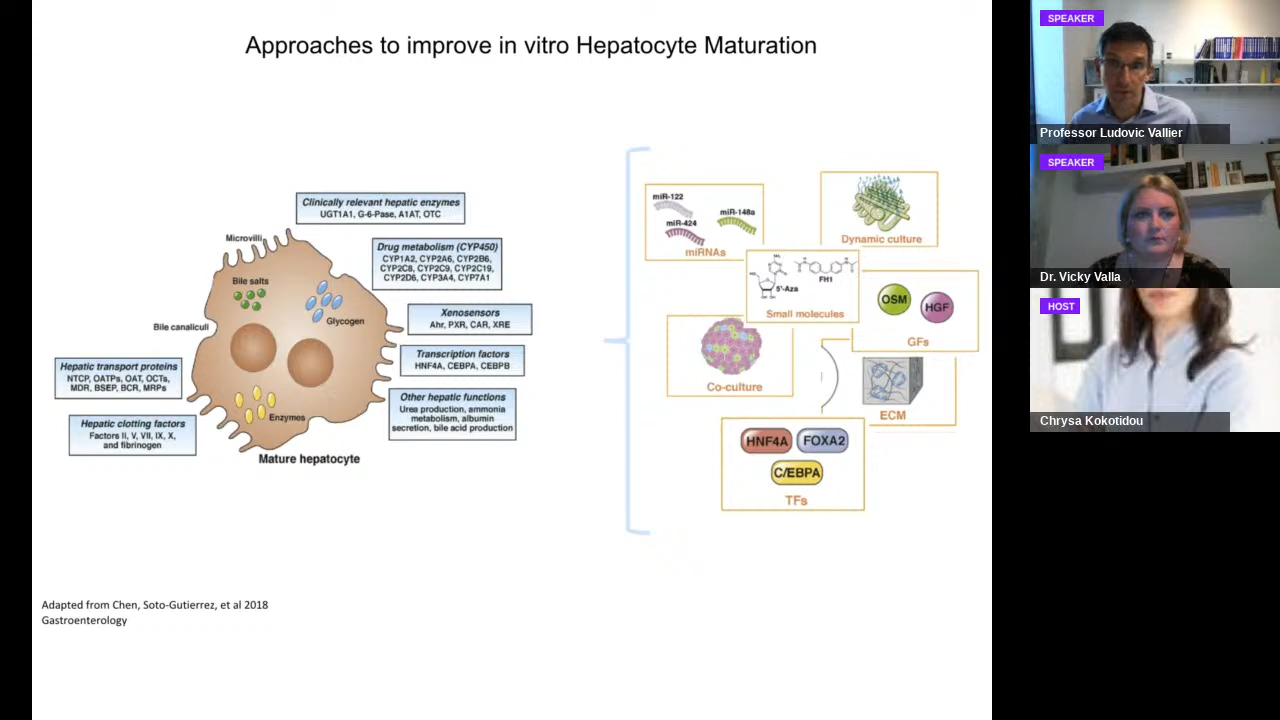 Approaches to improve in vitro Hepatocyte Maturation
Clinically relevant hepatic enzymes
UGT1A1, G-6-Pase, A1AT, OTC
Microvilli
Drug metabolism (CYP450)
CYP1A2, CYP2A6, CYP2B6,
CYP2C8, CYP2C9, CYP2C19,
CYP2D6, CYP3A4, CYP7A1
Bile salts
Glycogen
Bile canaliculi
Xenosensors
Ahr, PXR, CAR, XRE
Transcription factors
HNF4A, CEBPA, CEBPB
Hepatic transport proteins
NTCP, OATPs, OAT, OCTs,
MDR, BSEP, BCR, MRPs
Other hepatic functions
Urea production, ammonia
metabolism, albumin
secretion, bile acid production
Enzymes
Hepatic clotting factors
Factors II, V, VII, IX, X,
and fibrinogen
Mature hepatocyte
miR-122
miR-148a
miR-424
miRNAs
Dynamic culture
NH₂
HO
OH OH
5'-Aza
FH1
Small molecules
OSM
HGF
GFs
Co-culture
ECM
HNF4A
FOXA2
C/EBPA
TFs
Adapted from Chen, Soto-Gutierrez, et al 2018
Gastroenterology
SPEAKER
Professor Ludovic Vallier
SPEAKER
Dr. Vicky Valla
HOST
Chrysa Kokotidou